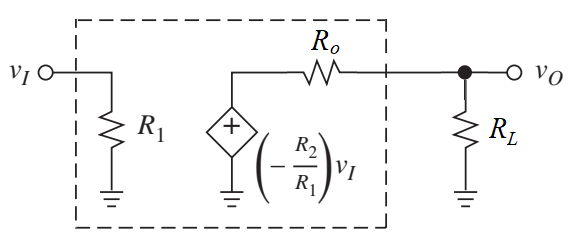 R_o
v_I
v_O
R_1
+
(- R_2/R_1) v_I
R_L